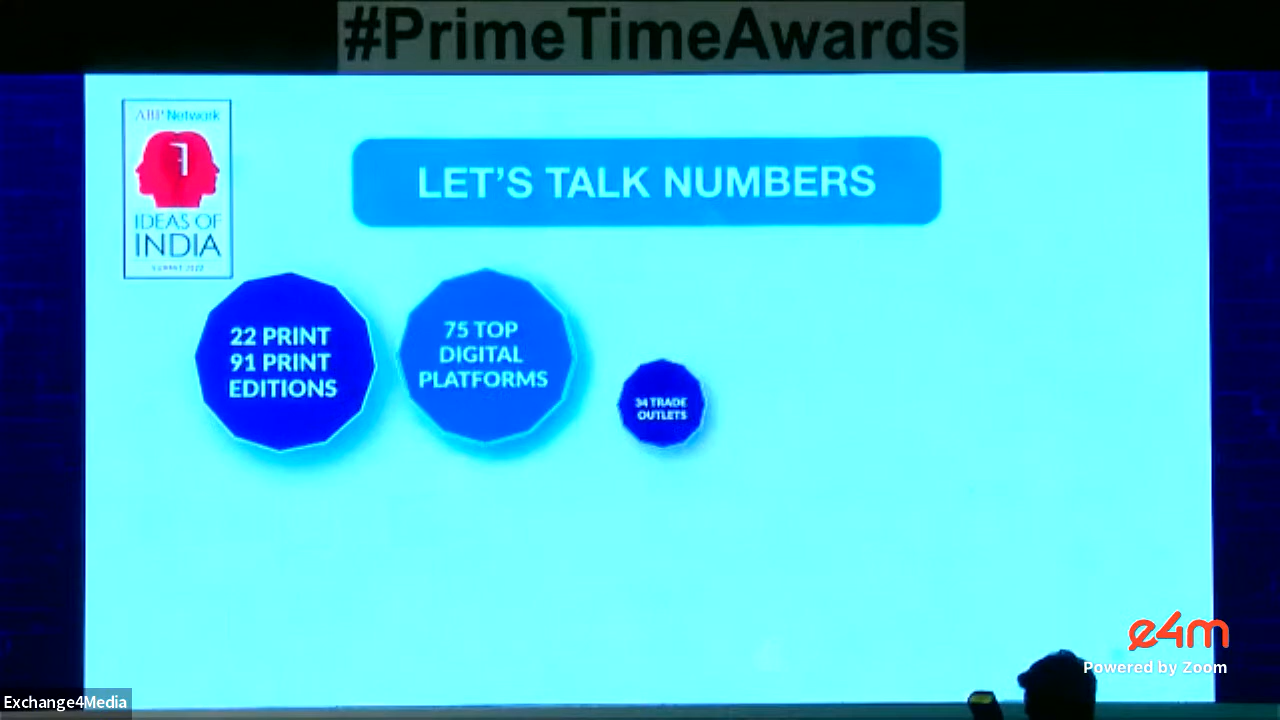 #PrimeTimeAwards
Network
IDEAS OF
INDIA
LET'S TALK NUMBERS
22 PRINT
91 PRINT
EDITIONS
75 TOP
DIGITAL
PLATFORMS
34 TRADE
OUTLETS
e4m
Powered by Zoom
Exchange4Media